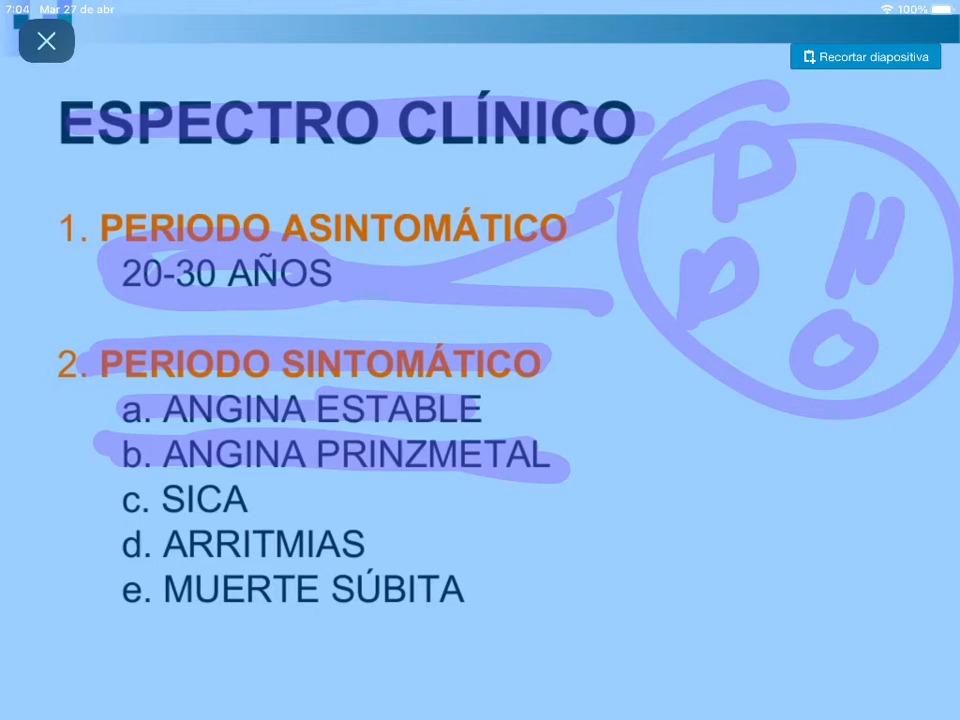 7:04 Mar 27 de abr 100%
Recortar diapositiva
ESPECTRO CLÍNICO
1. PERIODO ASINTOMÁTICO
20-30 AÑOS
2. PERIODO SINTOMÁTICO
a. ANGINA ESTABLE
b. ANGINA PRINZMETAL
c. SICA
d. ARRITMIAS
e. MUERTE SÚBITA
D
H
D
O